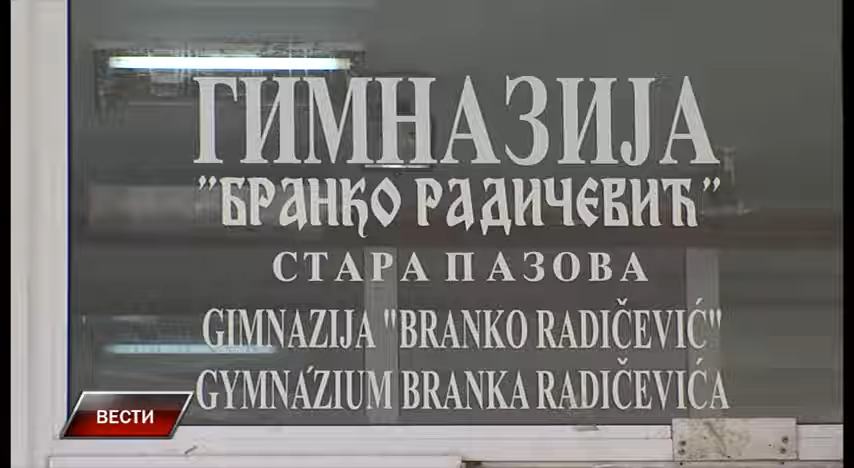 ГИМНАЗИЈА
"БРАНКО РАДИЧЕВИЋ"
СТАРА ПАЗОВА
GIMNAZIJA "BRANKO RADIČEVIĆ"
GYMNÁZIUM BRANKA RADIČEVIĆA
ВЕСТИ